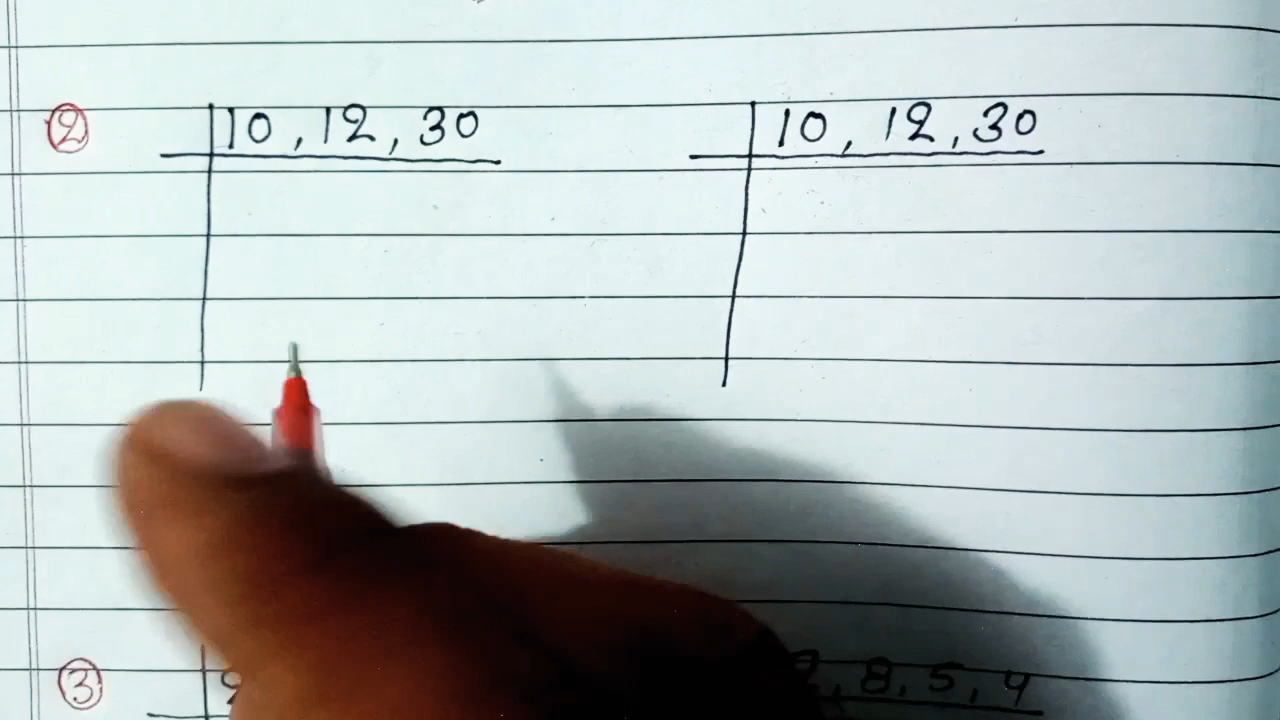 ② 10, 12, 30 10, 12, 30
③ 8, 5, 4